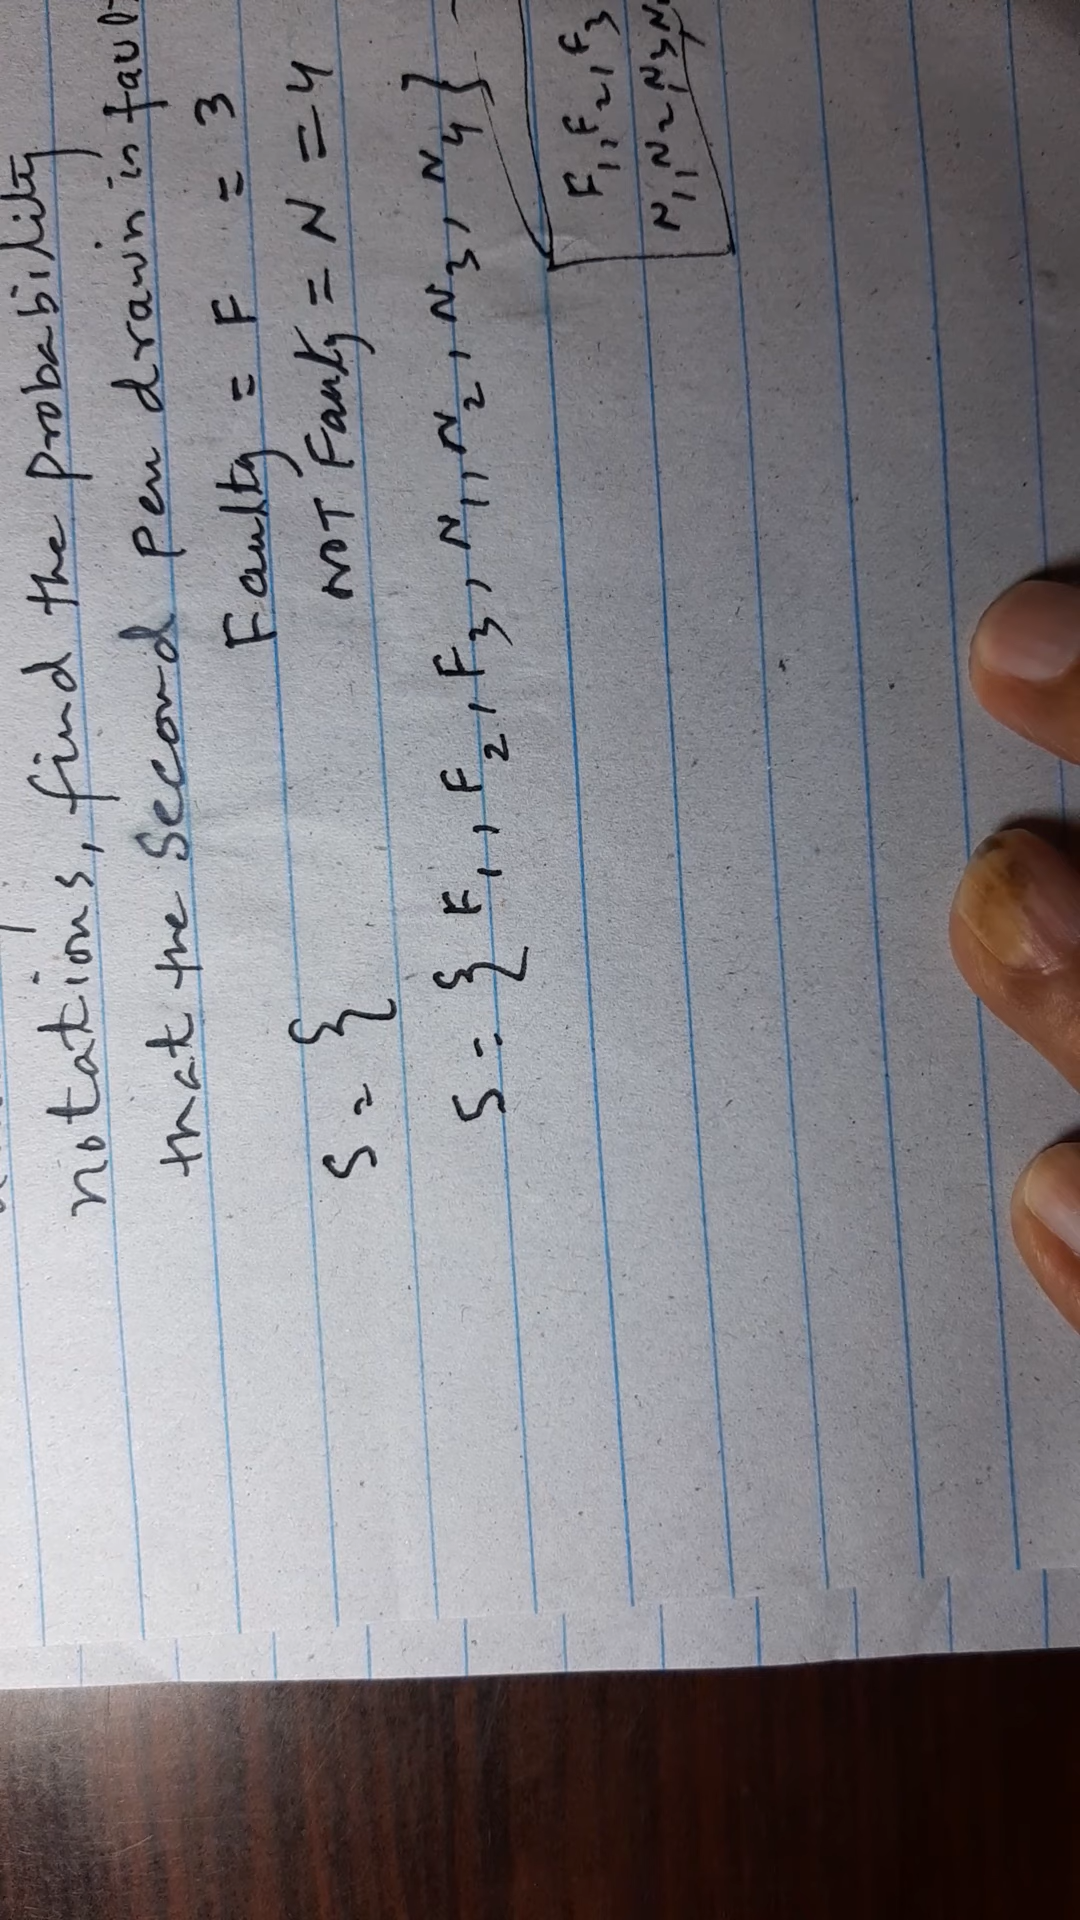 notations, find the probability
that the second pen drawn is
Faulty = F = 3
NOT Faulty = N = 4
S = {
S = { F1, F2, F3, N1, N2, N3, N4 }
F1, F2, F3
N1, N2, N3